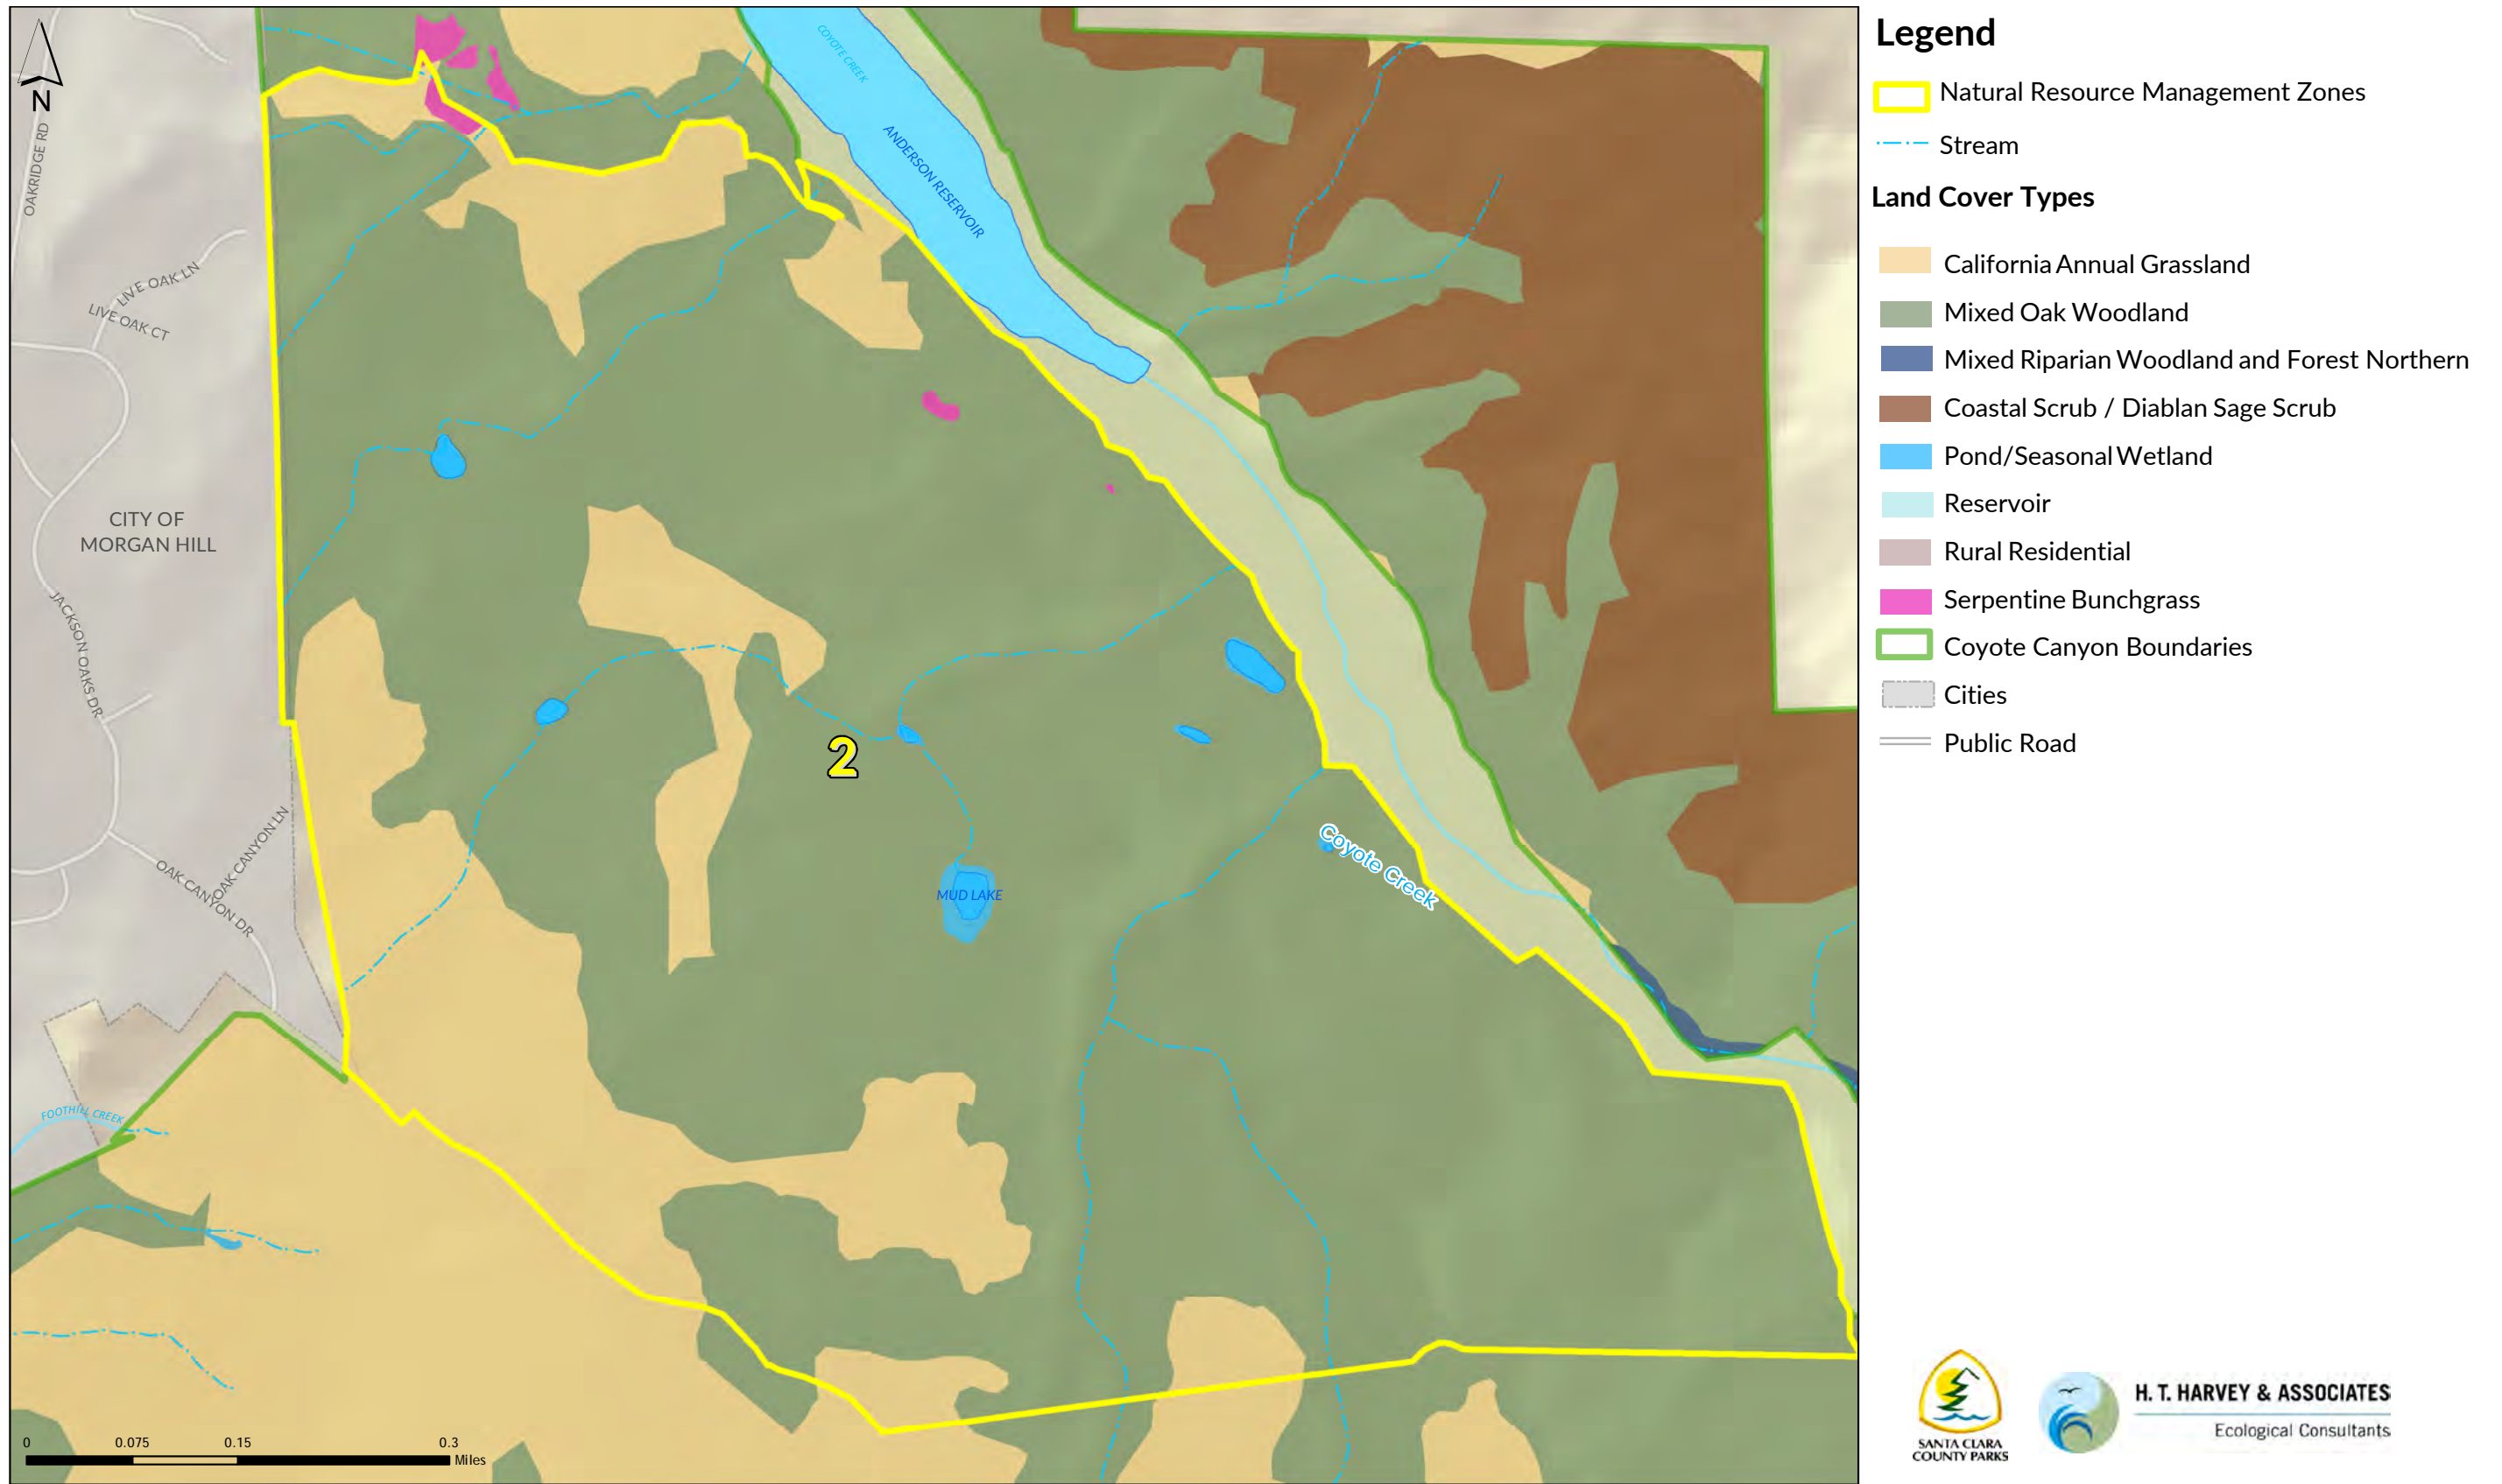 N
OAKRIDGE RD
COYOTE CREEK
ANDERSON RESERVOIR
LIVE OAK LN
LIVE OAK CT
CITY OF
MORGAN HILL
JACKSON OAKS DR
2
OAK CANYON LN
OAK CANYON DR
Coyote Creek
MUD LAKE
FOOTHILL CREEK
0 0.075 0.15 0.3
Miles
Legend
Natural Resource Management Zones
Stream
Land Cover Types
California Annual Grassland
Mixed Oak Woodland
Mixed Riparian Woodland and Forest Northern
Coastal Scrub / Diablan Sage Scrub
Pond/Seasonal Wetland
Reservoir
Rural Residential
Serpentine Bunchgrass
Coyote Canyon Boundaries
Cities
Public Road
SANTA CLARA
COUNTY PARKS
H. T. HARVEY & ASSOCIATES
Ecological Consultants